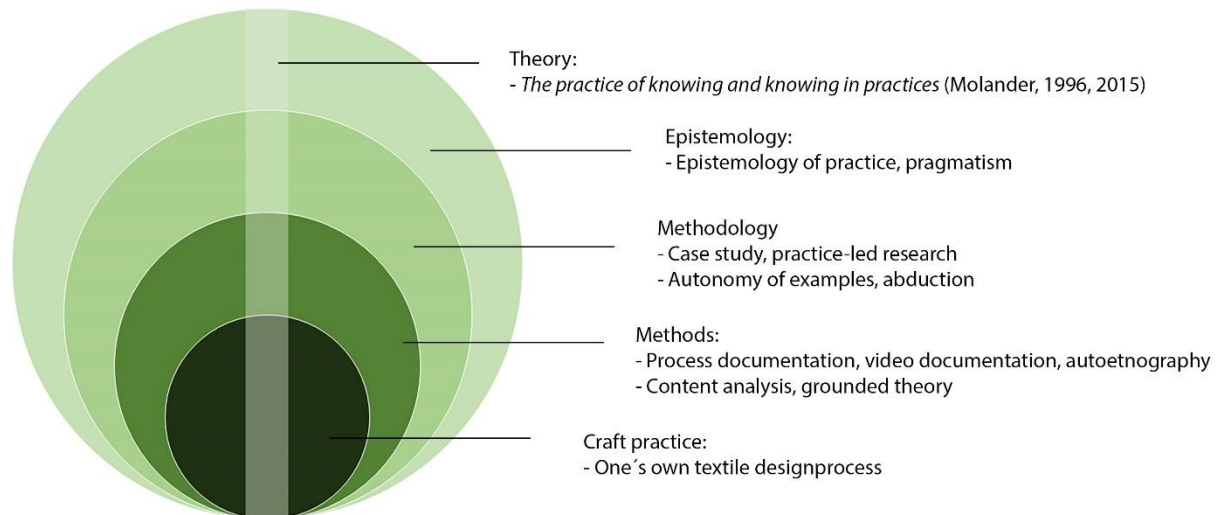 Theory:
- The practice of knowing and knowing in practices (Molander, 1996, 2015)
Epistemology:
- Epistemology of practice, pragmatism
Methodology
- Case study, practice-led research
- Autonomy of examples, abduction
Methods:
- Process documentation, video documentation, autoetnography
- Content analysis, grounded theory
Craft practice:
- One´s own textile designprocess